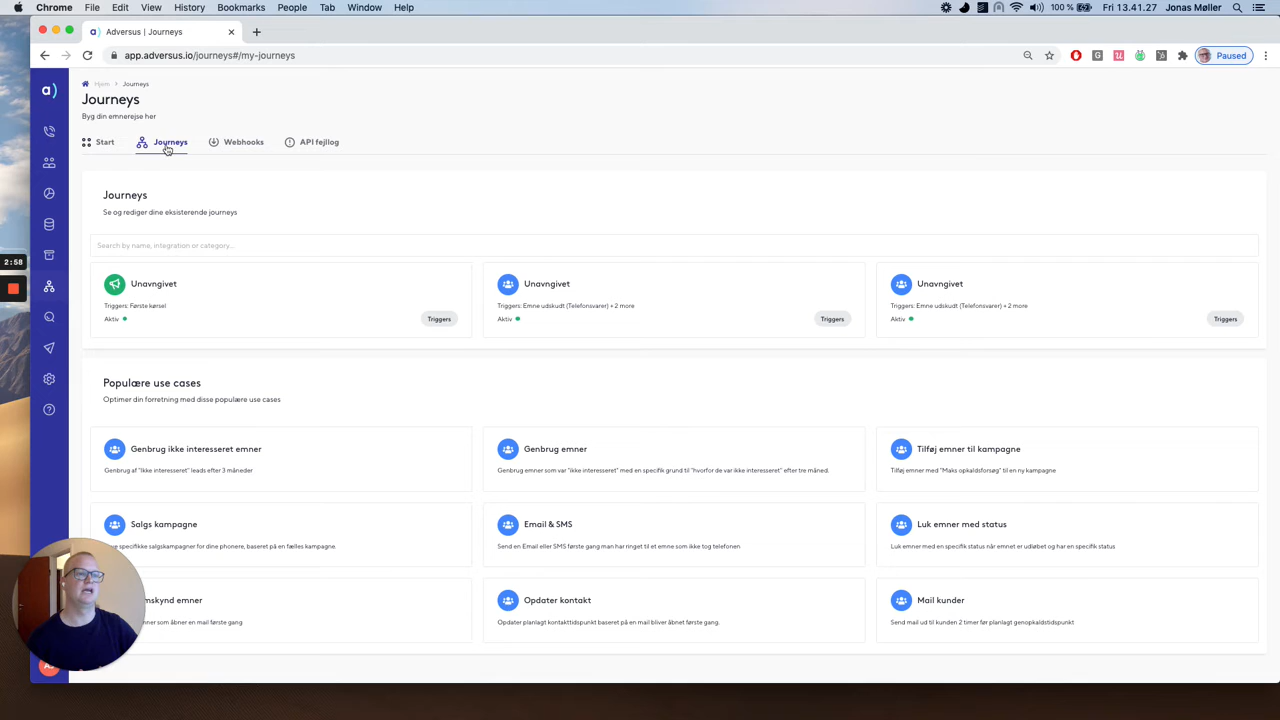 Chrome File Edit View History Bookmarks People Tab Window Help 100 % Fre 13.41.27 Jonas Møller
a) Adversus | Journeys
app.adversus.io/journeys#/my-journeys Paused
a) Hjem > Journeys
Journeys
Byg din emnerejse her
Start Journeys Webhooks API fejllog
Journeys
Se og rediger dine eksisterende journeys
Search by name, integration or category...
2:58
Unavngivet Unavngivet Unavngivet
Triggers: Første kørsel Triggers: Emne udskudt (Telefonsvarer) + 2 more Triggers: Emne udskudt (Telefonsvarer) + 2 more
Aktiv Triggers Aktiv Triggers Aktiv Triggers
Populære use cases
Optimer din forretning med disse populære use cases
Genbrug ikke interesseret emner Genbrug emner Tilføj emner til kampagne
Genbrug af "Ikke interesseret" leads efter 3 måneder Genbrug emner som var "ikke interesseret" med en specifik grund til "hvorfor de var ikke interesseret" efter tre måned. Tilføj emner med "Maks opkaldsforsøg" til en ny kampagne
Salgs kampagne Email & SMS Luk emner med status
specifikke salgskampagner for dine phonere, baseret på en fælles kampagne. Send en Email eller SMS første gang man har ringet til et emne som ikke tog telefonen Luk emner med en specifik status når emnet er udløbet og har en specifik status
emner Opdater kontakt Mail kunder
som åbner en mail første gang Opdater planlagt kontakttidspunkt baseret på en mail bliver åbnet første gang. Send mail ud til kunden 2 timer før planlagt genopkaldstidspunkt